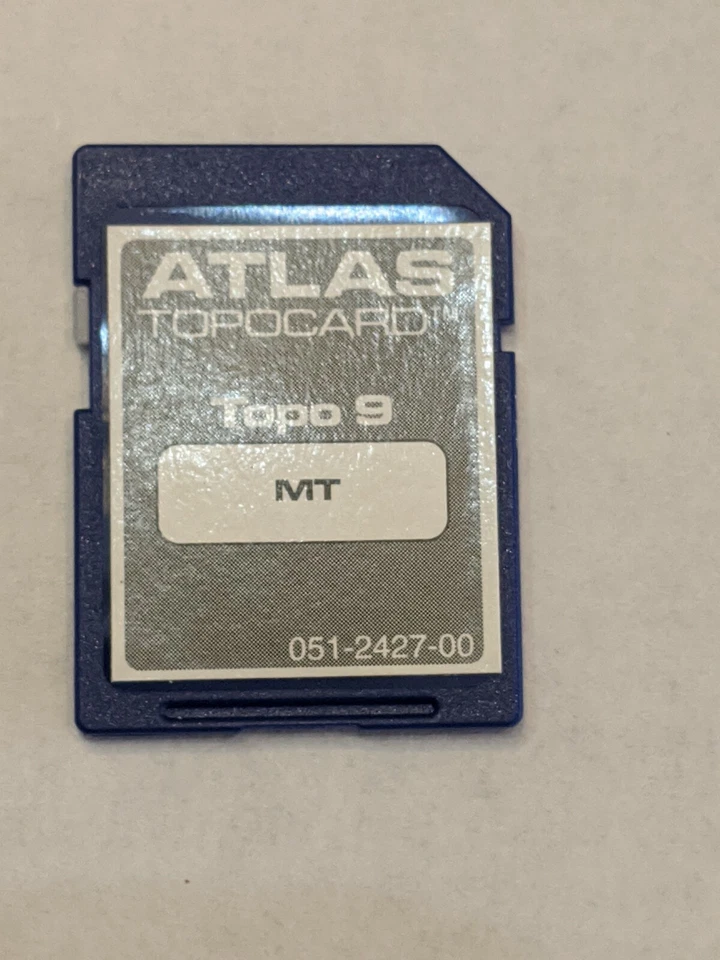 ATLAS
TOPOCARD™
Topo 9
MT
051-2427-00